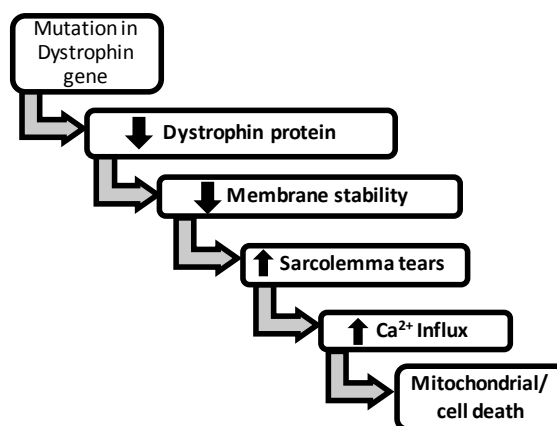 Mutation in
Dystrophin
gene
Dystrophin protein
Membrane stability
Sarcolemma tears
Ca²⁺ Influx
Mitochondrial/
cell death